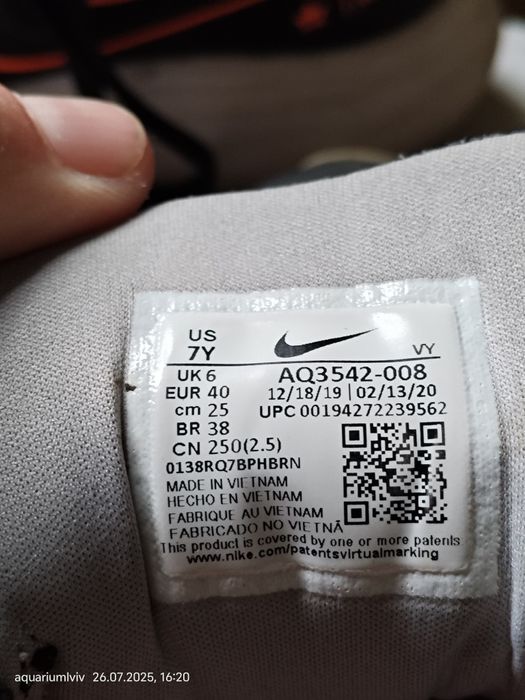 US
7Y
VY
UK 6
AQ3542-008
EUR 40
12/18/19 | 02/13/20
cm 25
UPC 00194272239562
BR 38
CN 250(2.5)
0138RQ7BPHBRN
MADE IN VIETNAM
HECHO EN VIETNAM
FABRIQUE AU VIETNAM
FABRICADO NO VIETNÃ
This product is covered by one or more patents
www.nike.com/patentsvirtualmarking
aquariumlviv 26.07.2025, 16:20